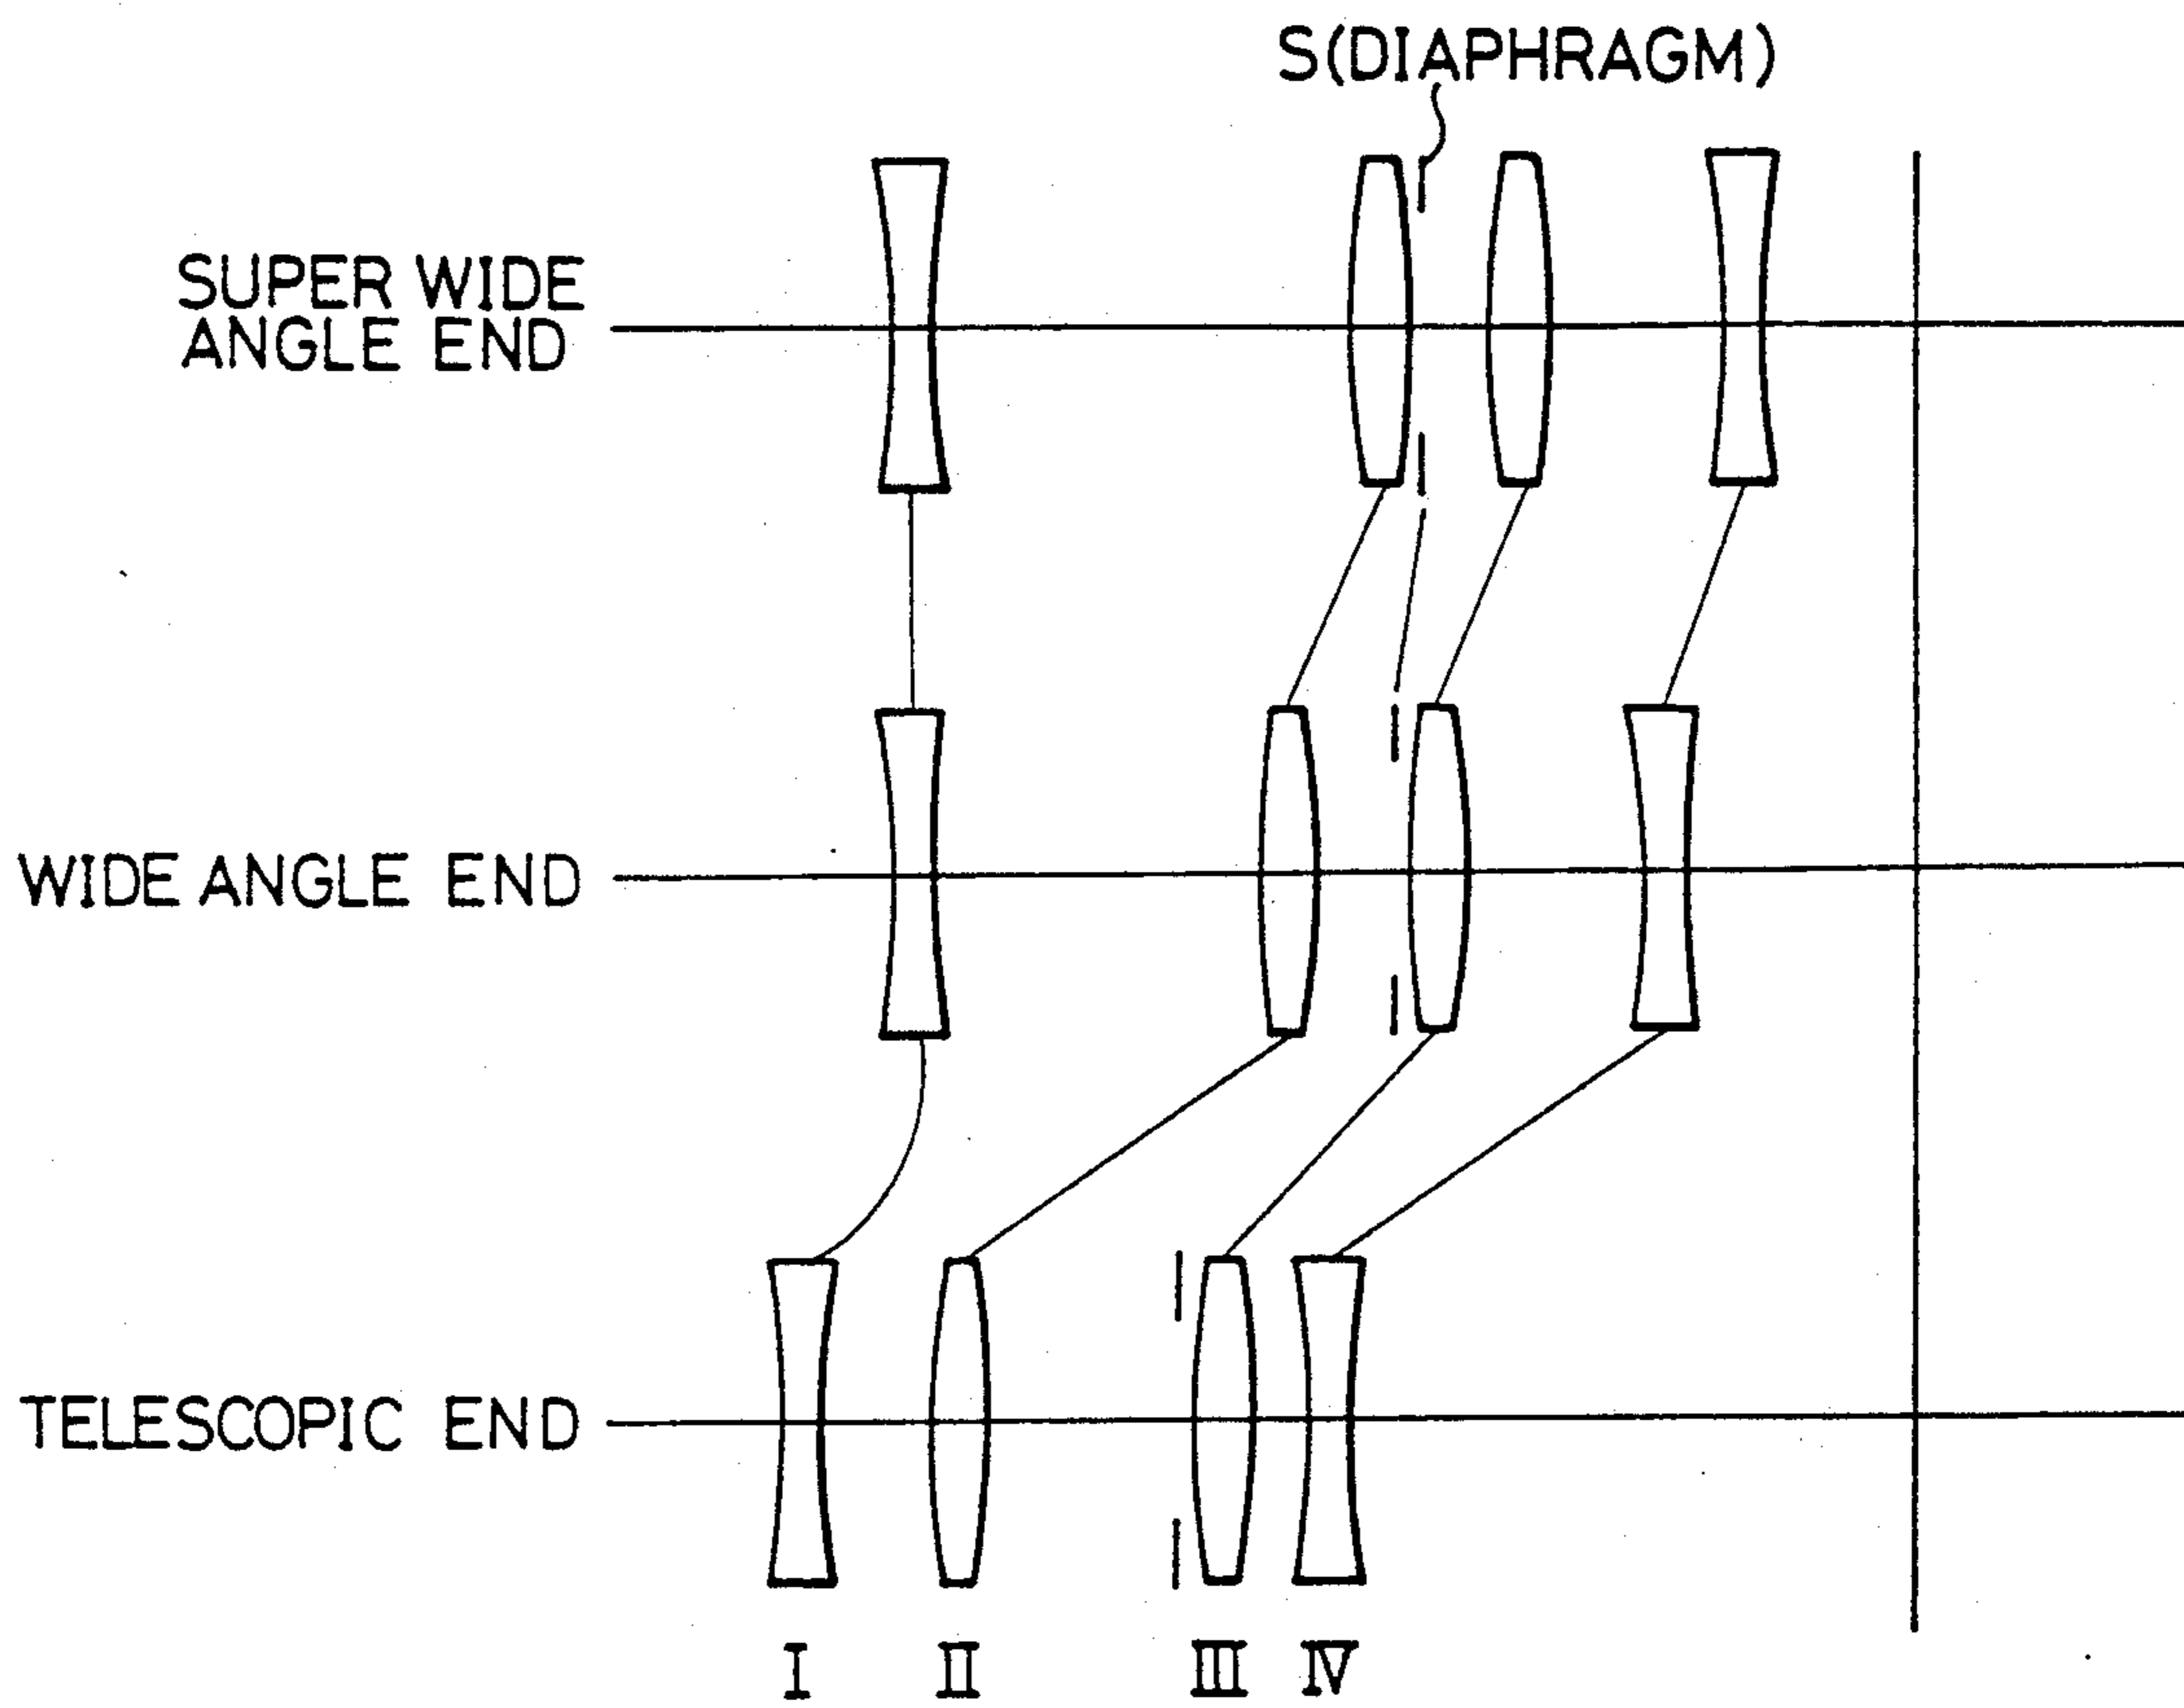 S(DIAPHRAGM)
SUPER WIDE
ANGLE END
WIDE ANGLE END
TELESCOPIC END
I II III IV